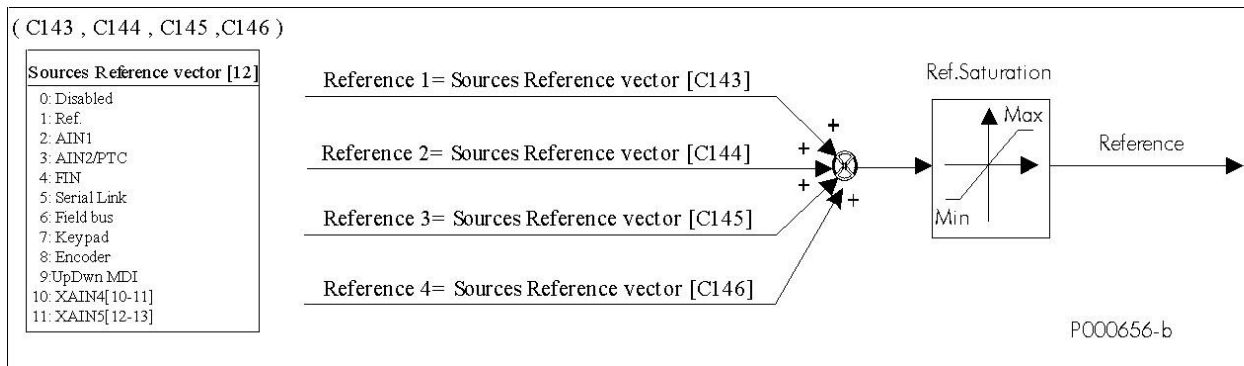 ( C143 , C144 , C145 ,C146 )
Sources Reference vector [12]
0: Disabled
1: Ref.
2: AIN1
3: AIN2/PTC
4: FIN
5: Serial Link
6: Field bus
7: Keypad
8: Encoder
9:UpDwn MDI
10: XAIN4[10-11]
11: XAIN5[12-13]
Reference 1= Sources Reference vector [C143]
Reference 2= Sources Reference vector [C144]
Reference 3= Sources Reference vector [C145]
Reference 4= Sources Reference vector [C146]
+
+
+
+
Ref.Saturation
Max
Min
Reference
P000656-b